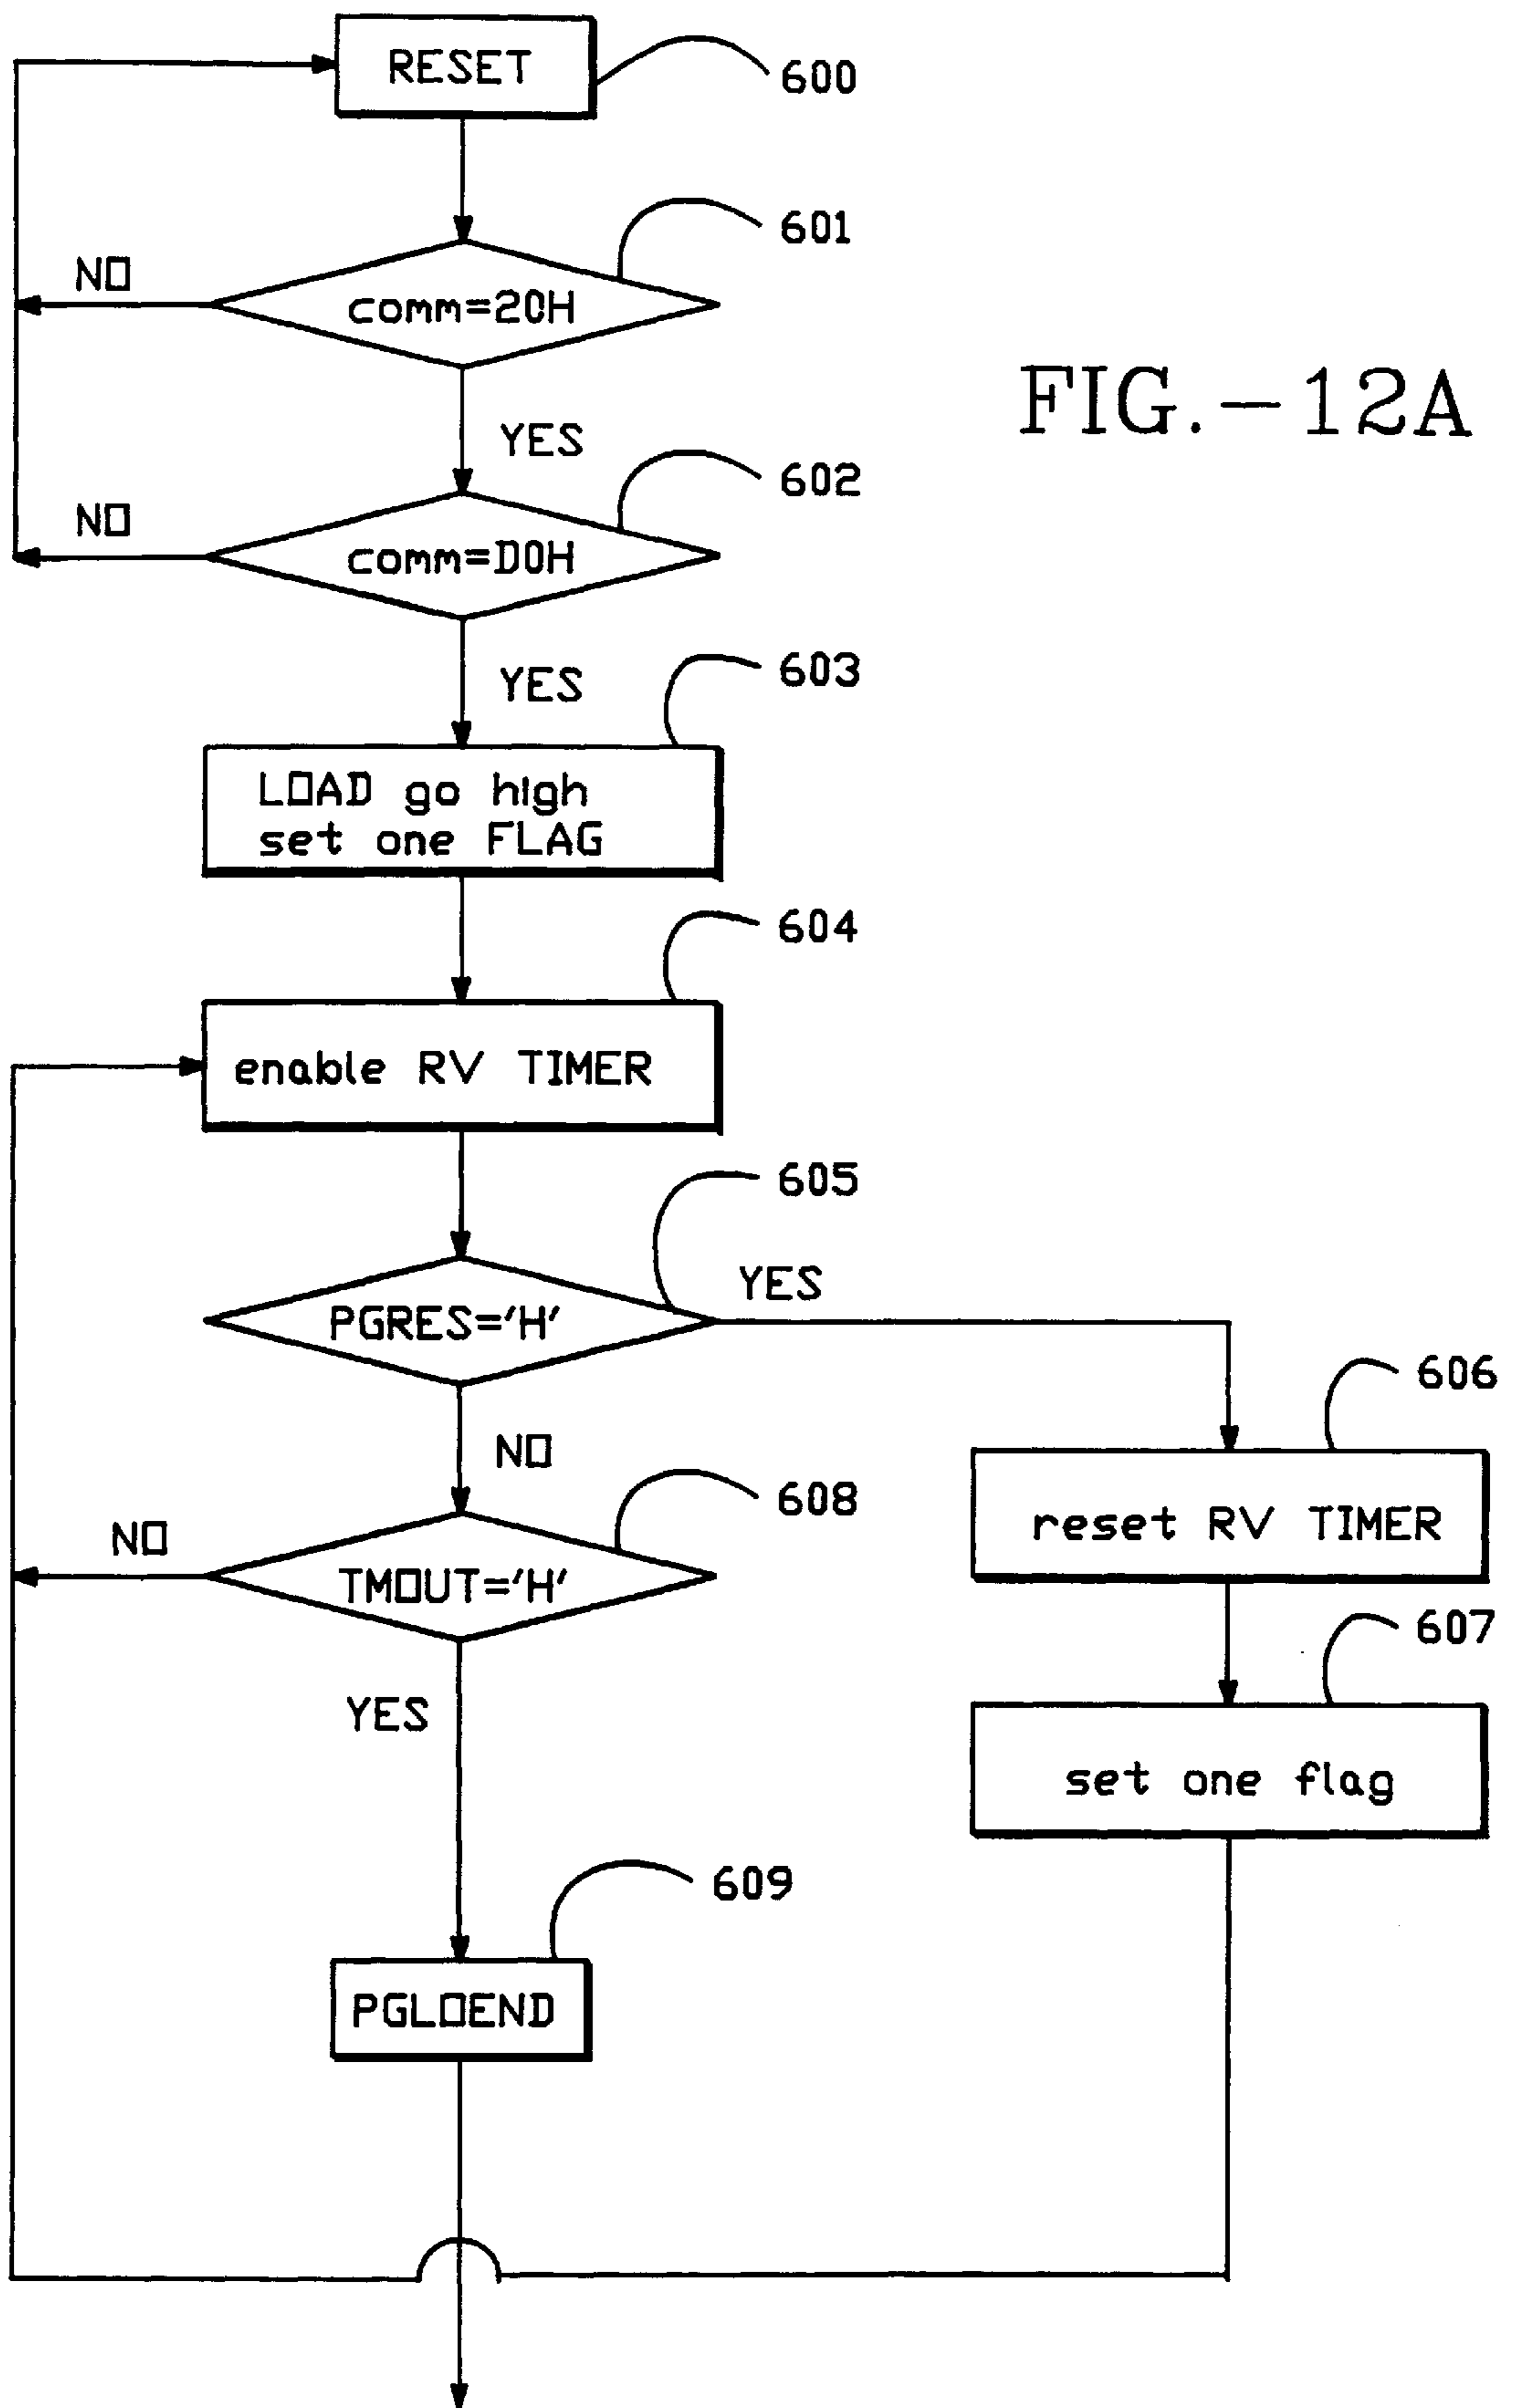 RESET
600
601
NO
comm=20H
FIG.-12A
YES
602
NO
comm=D0H
YES
603
LOAD go high
set one FLAG
604
enable RV TIMER
605
YES
PGRES='H'
606
NO
608
reset RV TIMER
NO
TMOUT='H'
607
YES
set one flag
609
PGLOEND